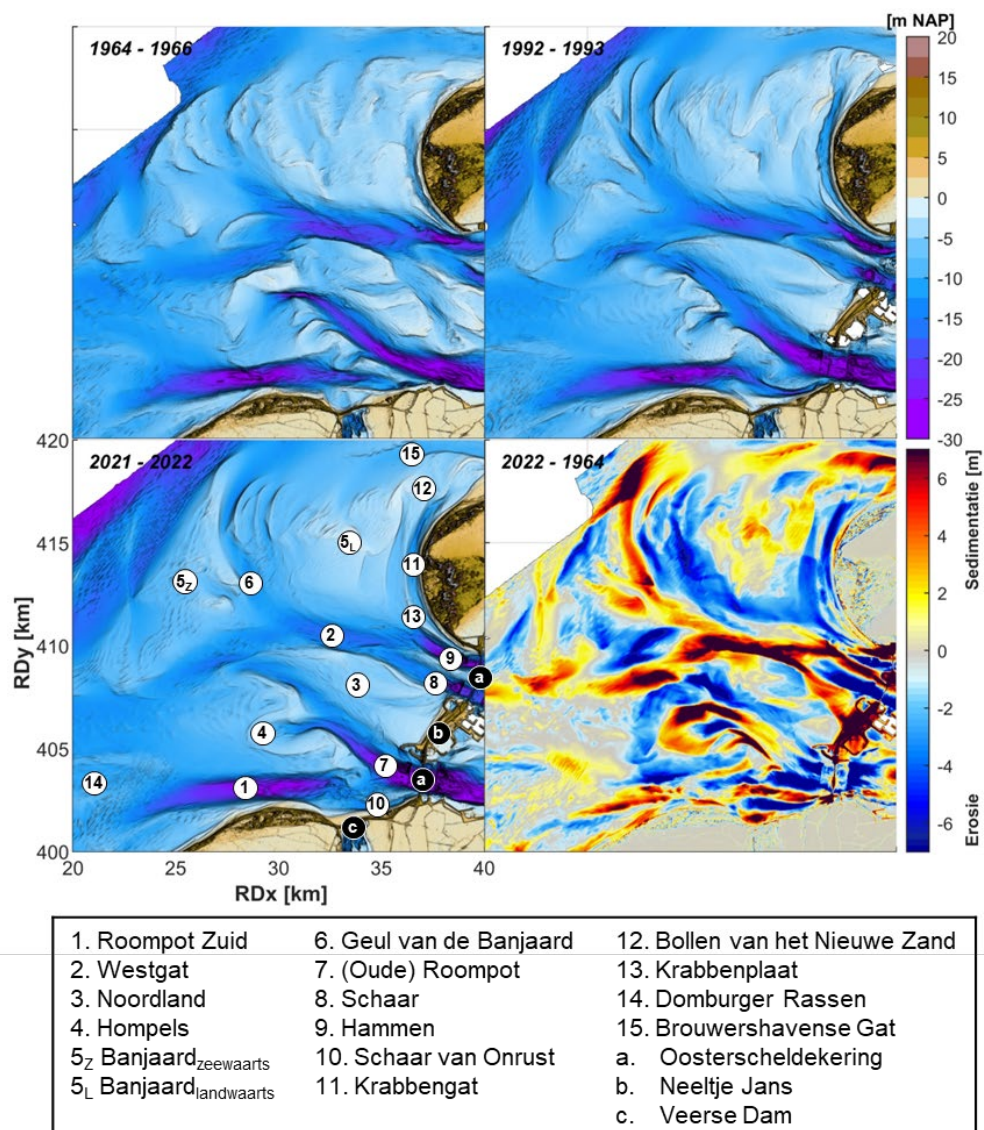 [m NAP]
1964 - 1966
1992 - 1993
20
15
10
5
0
-5
-10
-15
-20
-25
-30
420
415
410
405
400
RDy [km]
2021 - 2022
15
12
5L
11
5Z
6
13
2
9
a
8
3
b
4
7
a
14
1
10
c
20
25
30
35
40
RDx [km]
2022 - 1964
6
4
2
0
-2
-4
-6
Sedimentatie [m]
Erosie
1. Roompot Zuid
2. Westgat
3. Noordland
4. Hompels
5Z Banjaardzeewaarts
5L Banjaardlandwaarts
6. Geul van de Banjaard
7. (Oude) Roompot
8. Schaar
9. Hammen
10. Schaar van Onrust
11. Krabbengat
12. Bollen van het Nieuwe Zand
13. Krabbenplaat
14. Domburger Rassen
15. Brouwershavense Gat
a. Oosterscheldekering
b. Neeltje Jans
c. Veerse Dam